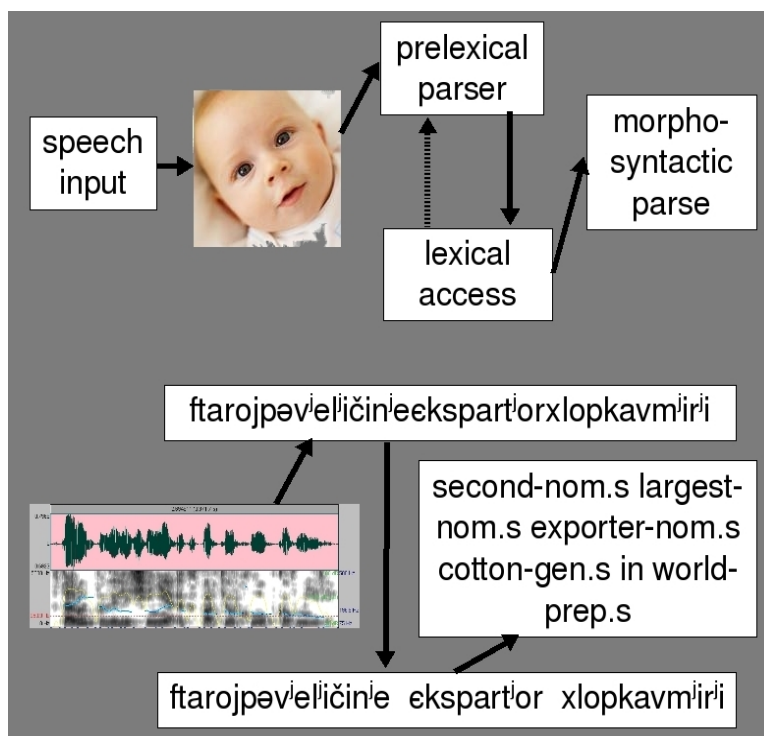 speech
input
prelexical
parser
morpho-
syntactic
parse
lexical
access
ftarojpəvʲelʲičinʲeɛkspartʲorxlopkavmʲirʲi
second-nom.s largest-
nom.s exporter-nom.s
cotton-gen.s in world-
prep.s
ftarojpəvʲelʲičinʲe ɛkspartʲor xlopkavmʲirʲi